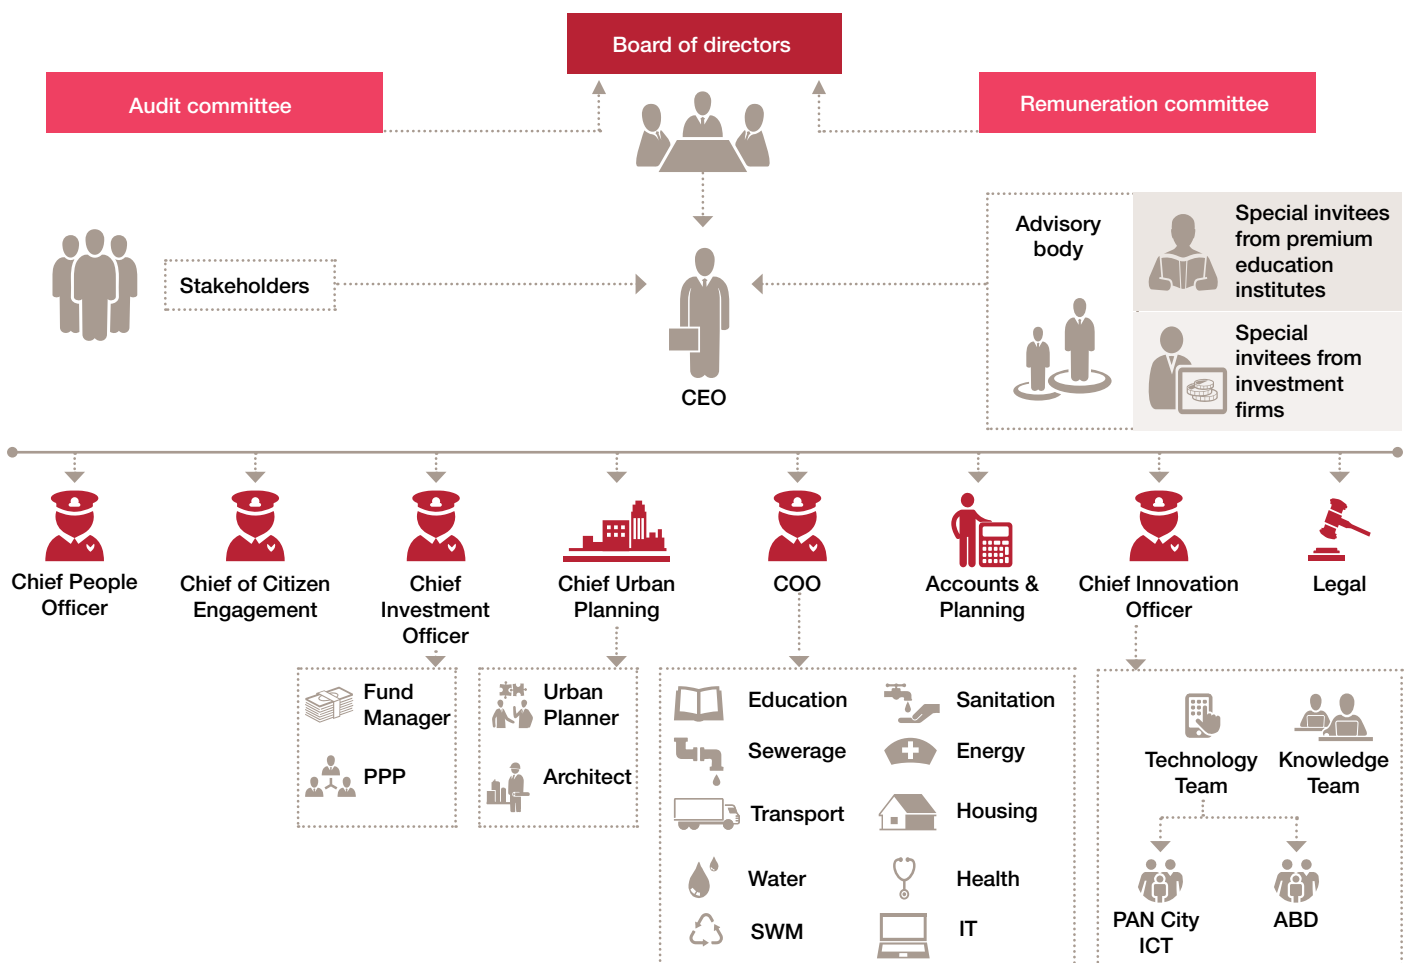 Board of directors
Audit committee
Remuneration committee
Stakeholders
CEO
Advisory
body
Special invitees
from premium
education
institutes
Special
invitees from
investment
firms
Chief People
Officer
Chief of Citizen
Engagement
Chief
Investment
Officer
Chief Urban
Planning
COO
Accounts &
Planning
Chief Innovation
Officer
Legal
Fund
Manager
PPP
Urban
Planner
Architect
Education
Sanitation
Sewerage
Energy
Transport
Housing
Water
Health
SWM
IT
Technology
Team
Knowledge
Team
PAN City
ICT
ABD